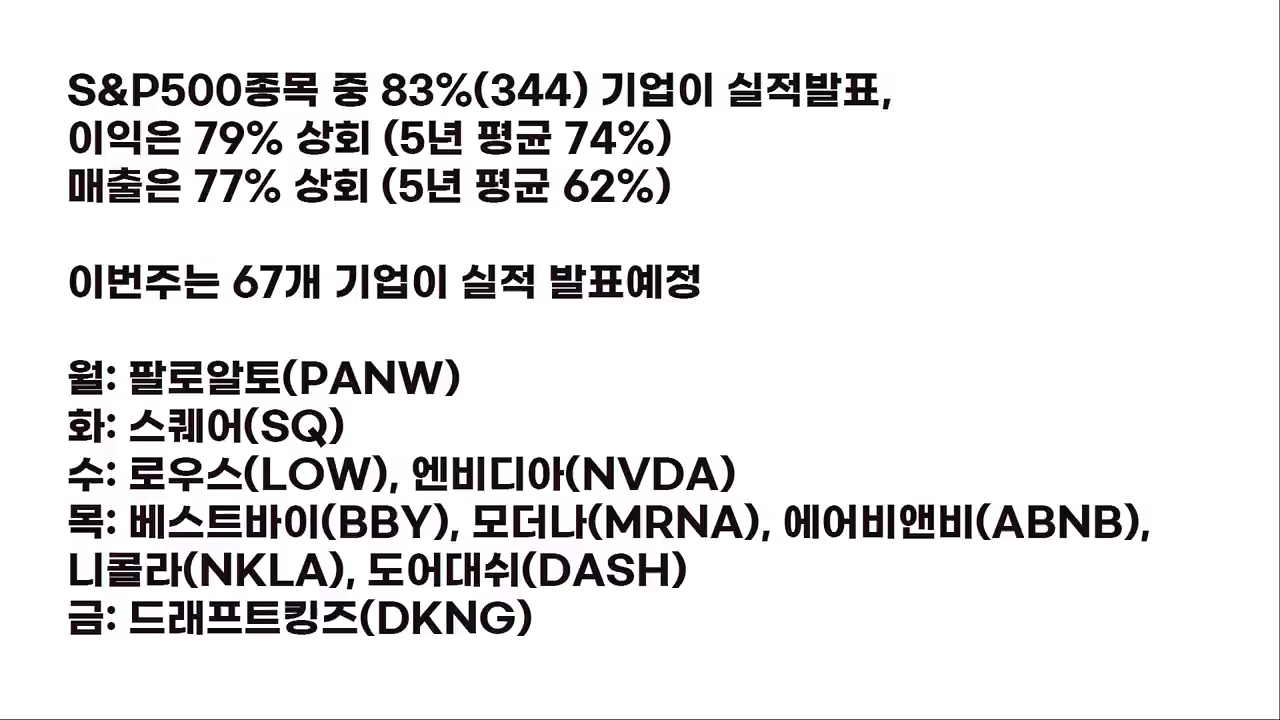 S&P500종목 중 83%(344) 기업이 실적발표,
이익은 79% 상회 (5년 평균 74%)
매출은 77% 상회 (5년 평균 62%)
이번주는 67개 기업이 실적 발표예정
월: 팔로알토(PANW)
화: 스퀘어(SQ)
수: 로우스(LOW), 엔비디아(NVDA)
목: 베스트바이(BBY), 모더나(MRNA), 에어비앤비(ABNB),
니콜라(NKLA), 도어대쉬(DASH)
금: 드래프트킹즈(DKNG)